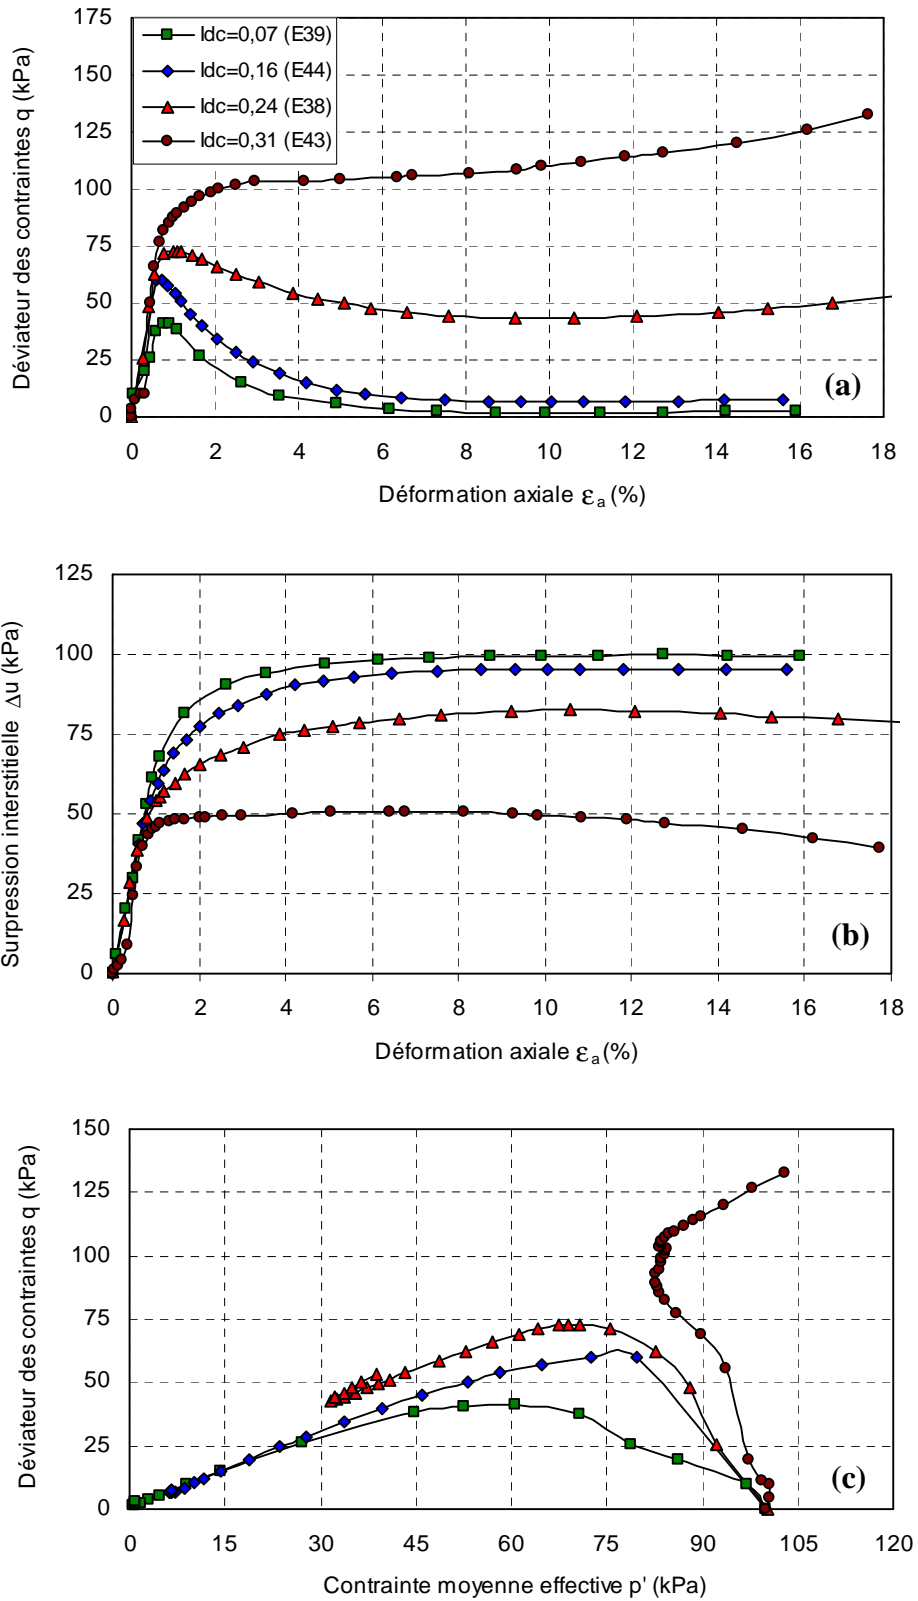 175
150
125
100
75
50
25
0
Déviateur des contraintes q (kPa)
Idc=0,07 (E39)
Idc=0,16 (E44)
Idc=0,24 (E38)
Idc=0,31 (E43)
(a)
0 2 4 6 8 10 12 14 16 18
Déformation axiale εa (%)
125
100
75
50
25
0
Surpression interstitielle Δu (kPa)
(b)
0 2 4 6 8 10 12 14 16 18
Déformation axiale εa (%)
150
125
100
75
50
25
0
Déviateur des contraintes q (kPa)
(c)
0 15 30 45 60 75 90 105 120
Contrainte moyenne effective p' (kPa)